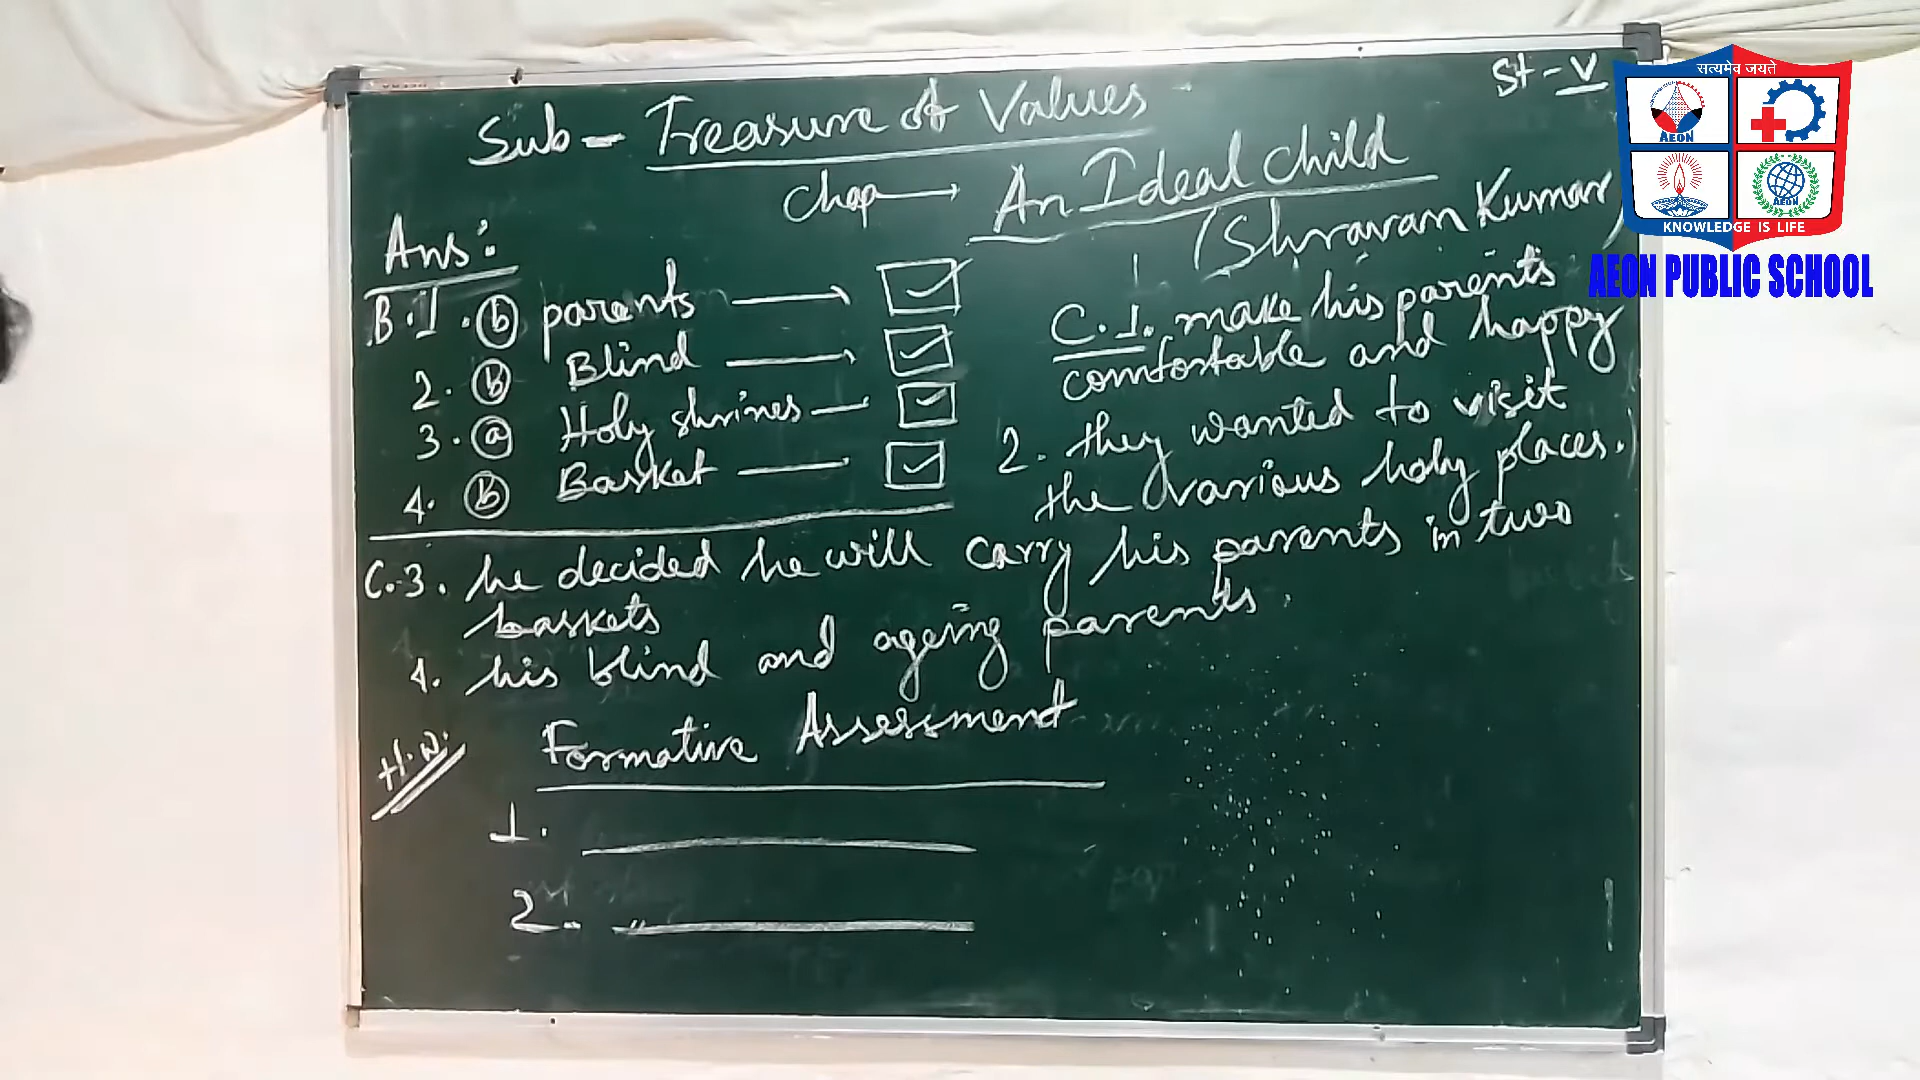 St - V
Sub - Treasure of Values
Chap → An Ideal child
(Shravan Kumar)
Ans:
B.1. (b) parents → ☑
2. (b) Blind → ☑
3. (a) Holy shrines — ☑
4. (b) Basket — ☑
C.1. make his parents
comfortable and happy
2. they wanted to visit
the various holy places.
C.3. he decided he will carry his parents in two
baskets
4. his blind and ageing parents.
H.W. Formative Assessment
1.
2.
सत्यमेव जयते
AEON
AEON
KNOWLEDGE IS LIFE
AEON PUBLIC SCHOOL